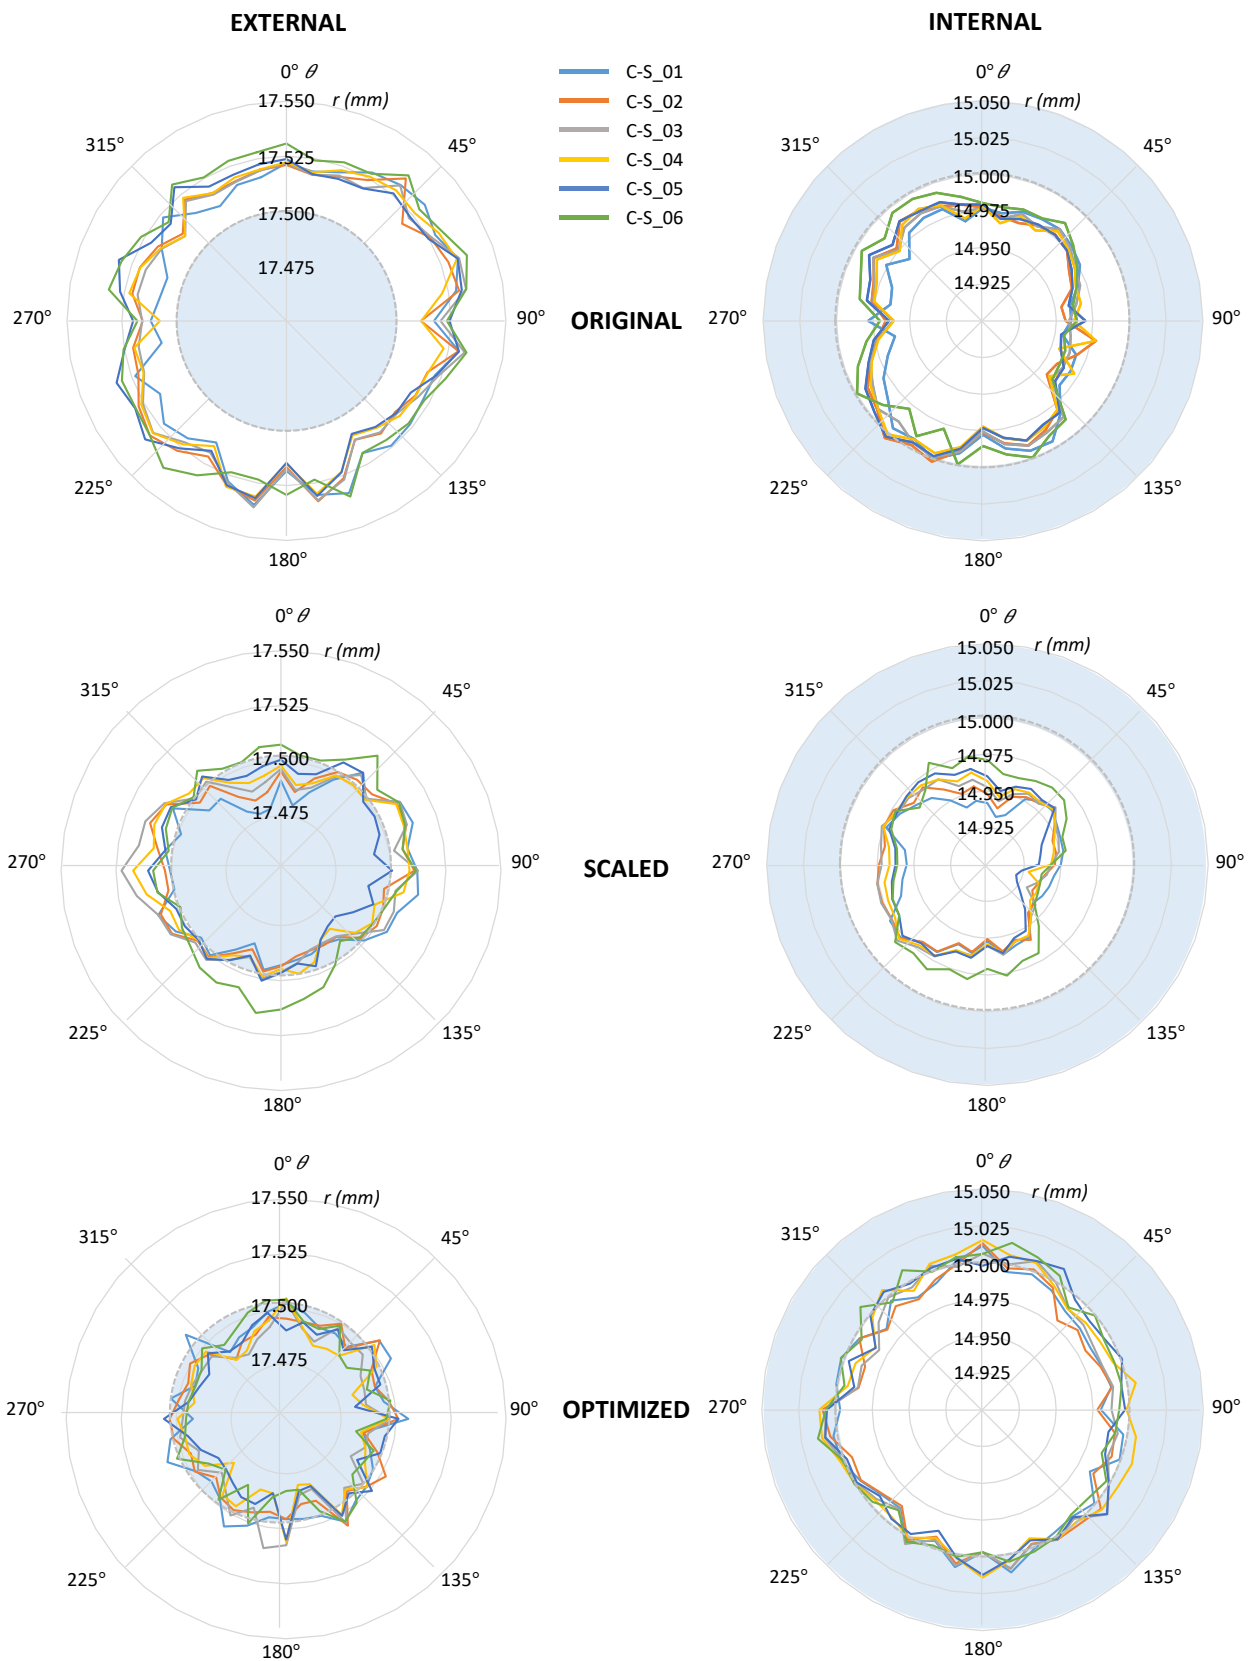 EXTERNAL
INTERNAL
C-S_01
C-S_02
C-S_03
C-S_04
C-S_05
C-S_06
0° θ
17.550 r (mm)
315°
17.525
45°
17.500
17.475
270°
90°
225°
135°
180°
ORIGINAL
0° θ
15.050 r (mm)
315°
15.025
45°
15.000
14.975
14.950
14.925
270°
90°
225°
135°
180°
0° θ
17.550 r (mm)
315°
17.525
45°
17.500
17.475
270°
90°
225°
135°
180°
SCALED
0° θ
15.050 r (mm)
315°
15.025
45°
15.000
14.975
14.950
14.925
270°
90°
225°
135°
180°
0° θ
17.550 r (mm)
315°
17.525
45°
17.500
17.475
270°
90°
225°
135°
180°
OPTIMIZED
0° θ
15.050 r (mm)
315°
15.025
45°
15.000
14.975
14.950
14.925
270°
90°
225°
135°
180°